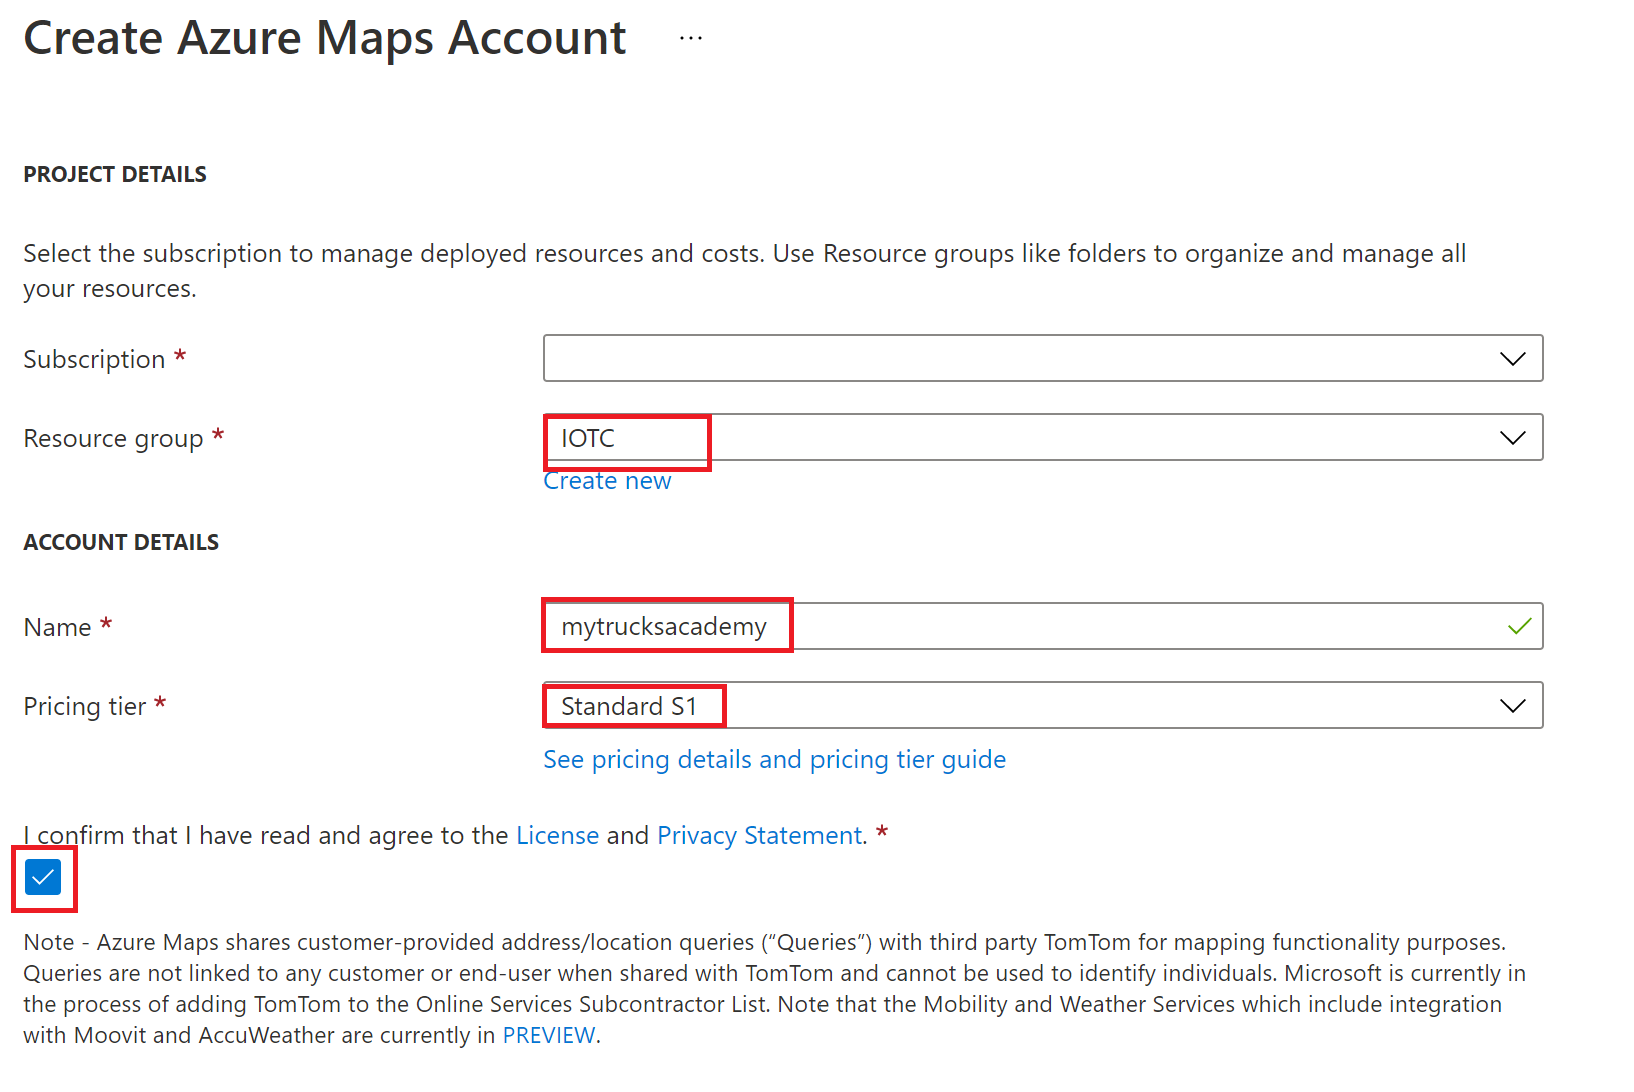 Create Azure Maps Account ...
PROJECT DETAILS
Select the subscription to manage deployed resources and costs. Use Resource groups like folders to organize and manage all
your resources.
Subscription *
Resource group * IOTC
Create new
ACCOUNT DETAILS
Name * mytrucksacademy
Pricing tier * Standard S1
See pricing details and pricing tier guide
I confirm that I have read and agree to the License and Privacy Statement. *
Note - Azure Maps shares customer-provided address/location queries (“Queries”) with third party TomTom for mapping functionality purposes.
Queries are not linked to any customer or end-user when shared with TomTom and cannot be used to identify individuals. Microsoft is currently in
the process of adding TomTom to the Online Services Subcontractor List. Note that the Mobility and Weather Services which include integration
with Moovit and AccuWeather are currently in PREVIEW.